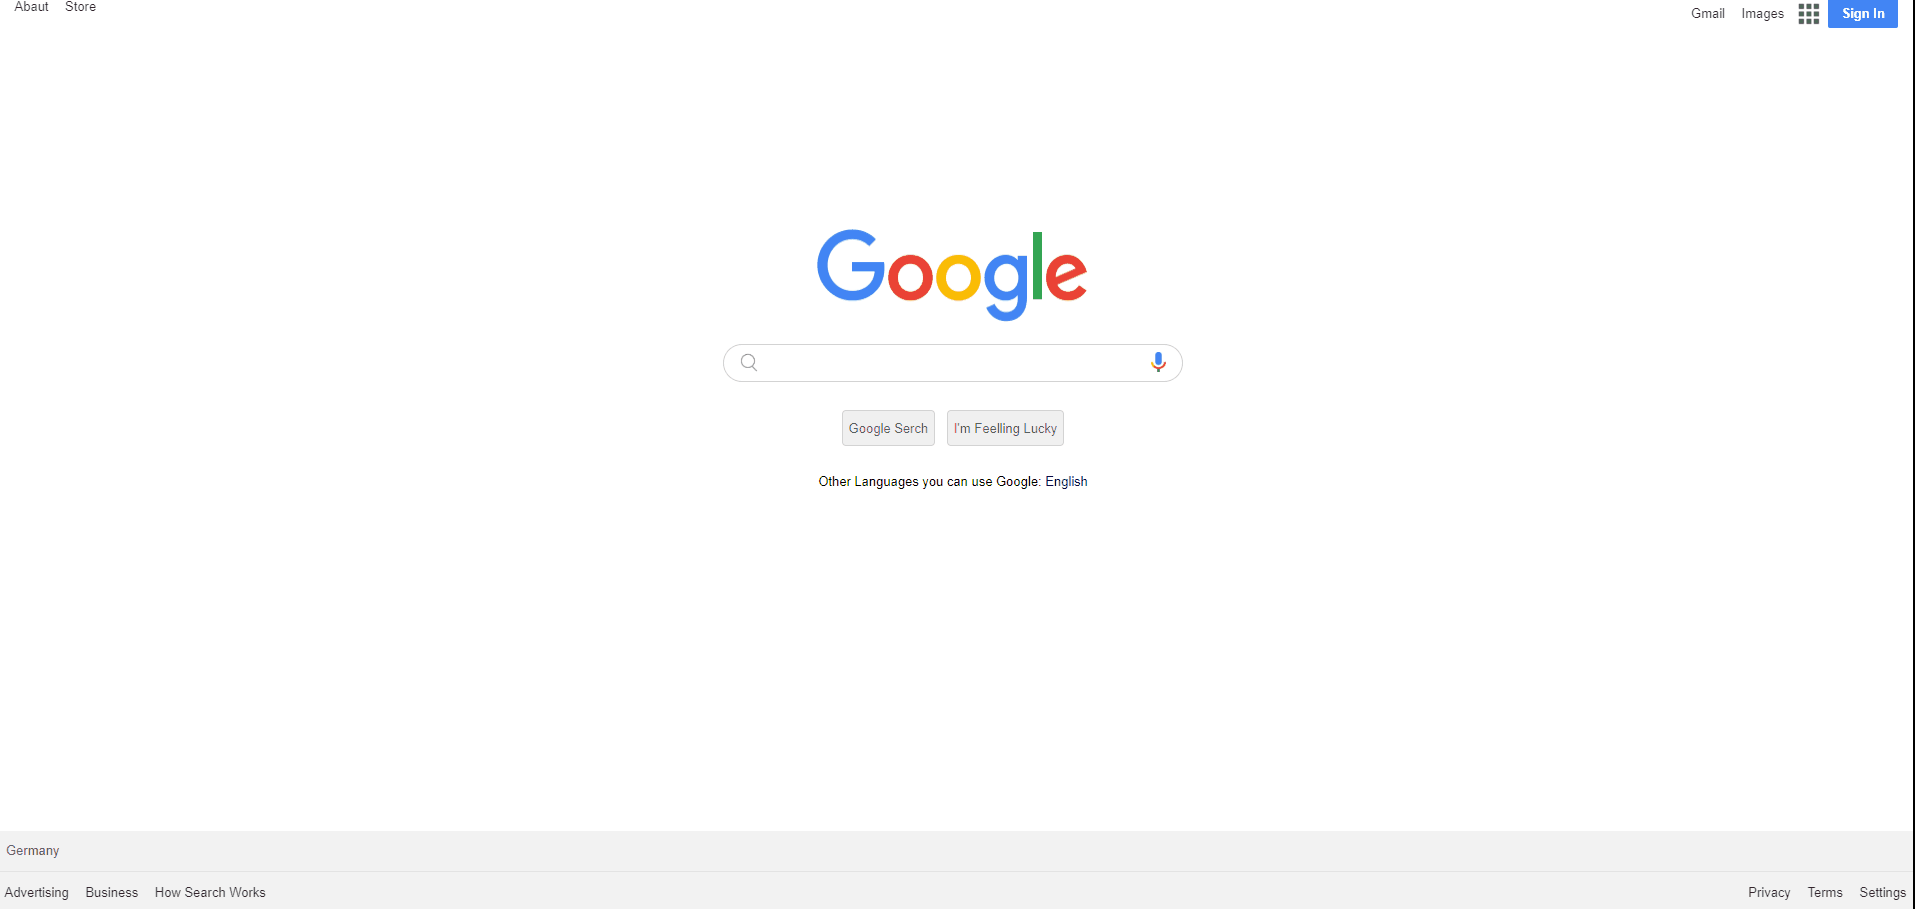 Abaut Store Gmail Images Sign In
Google
Google Serch I'm Feelling Lucky
Other Languages you can use Google: English
Germany
Advertising Business How Search Works Privacy Terms Settings